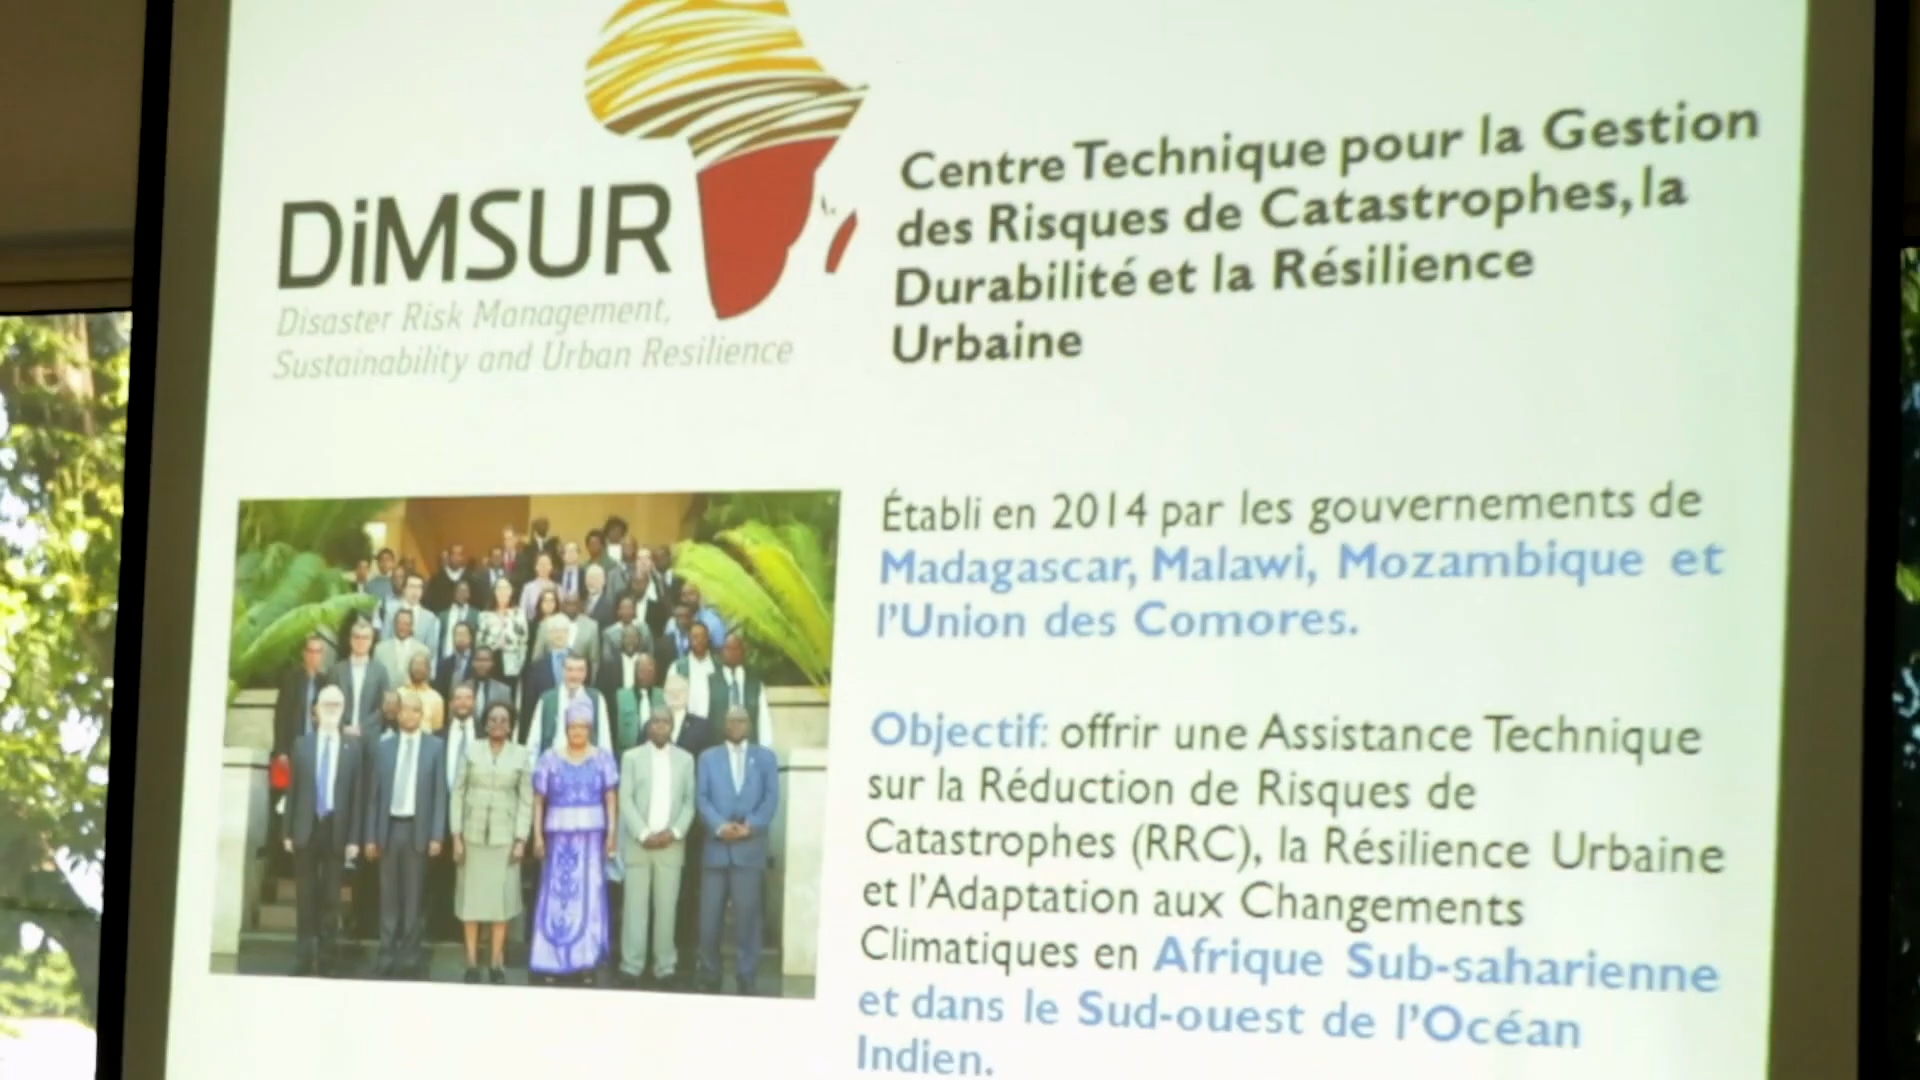 DiMSUR
Disaster Risk Management,
Sustainability and Urban Resilience
Centre Technique pour la Gestion
des Risques de Catastrophes, la
Durabilité et la Résilience
Urbaine
Établi en 2014 par les gouvernements de
Madagascar, Malawi, Mozambique et
l'Union des Comores.
Objectif: offrir une Assistance Technique
sur la Réduction de Risques de
Catastrophes (RRC), la Résilience Urbaine
et l'Adaptation aux Changements
Climatiques en Afrique Sub-saharienne
et dans le Sud-ouest de l'Océan
Indien.